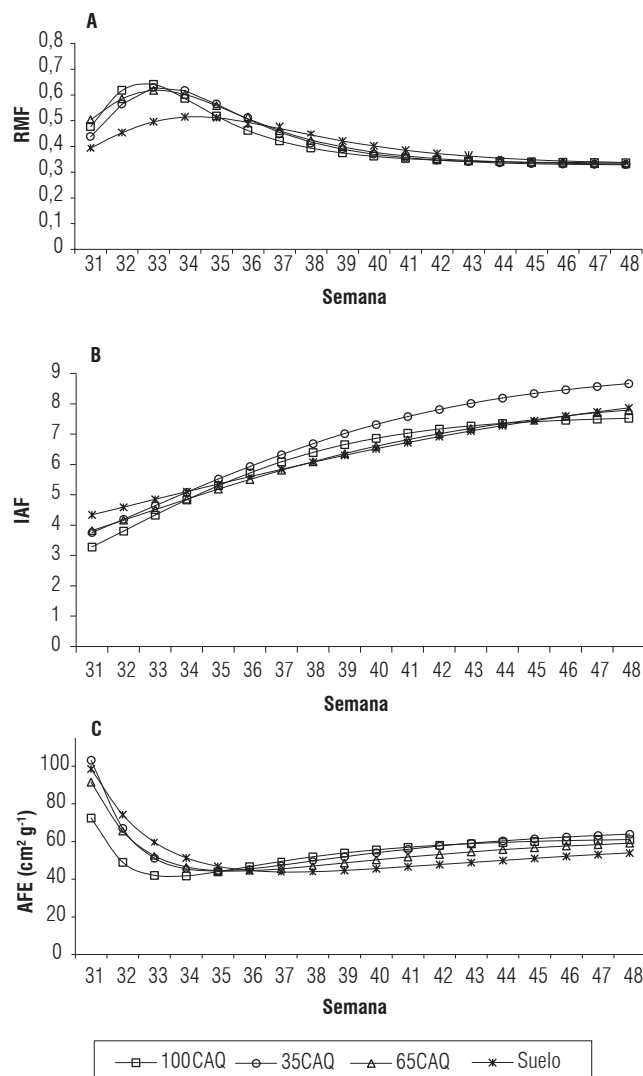 A
0,8
0,7
0,6
0,5
0,4
0,3
0,2
0,1
0
RMF
31 32 33 34 35 36 37 38 39 40 41 42 43 44 45 46 47 48
Semana
B
9
8
7
6
5
4
3
2
1
0
IAF
31 32 33 34 35 36 37 38 39 40 41 42 43 44 45 46 47 48
Semana
C
100
80
60
40
20
0
AFE (cm² g⁻¹)
31 32 33 34 35 36 37 38 39 40 41 42 43 44 45 46 47 48
Semana
100CAQ 35CAQ 65CAQ Suelo